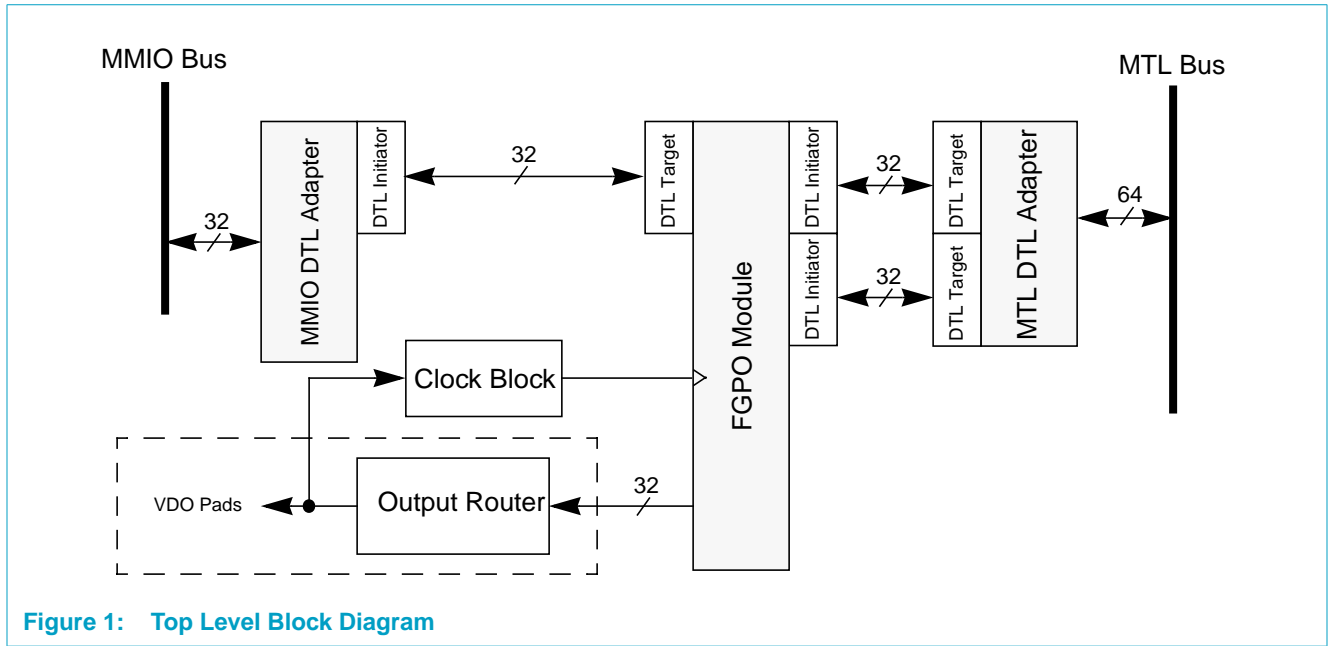 MMIO Bus
MTL Bus
MMIO DTL Adapter
DTL Initiator
32
32
DTL Target
FGPO Module
DTL Initiator
DTL Initiator
32
32
DTL Target
DTL Target
MTL DTL Adapter
64
Clock Block
VDO Pads
Output Router
32
Figure 1: Top Level Block Diagram